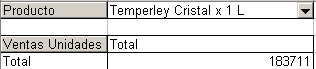 Producto Temperley Cristal x 1 L
Ventas Unidades Total
Total 183711